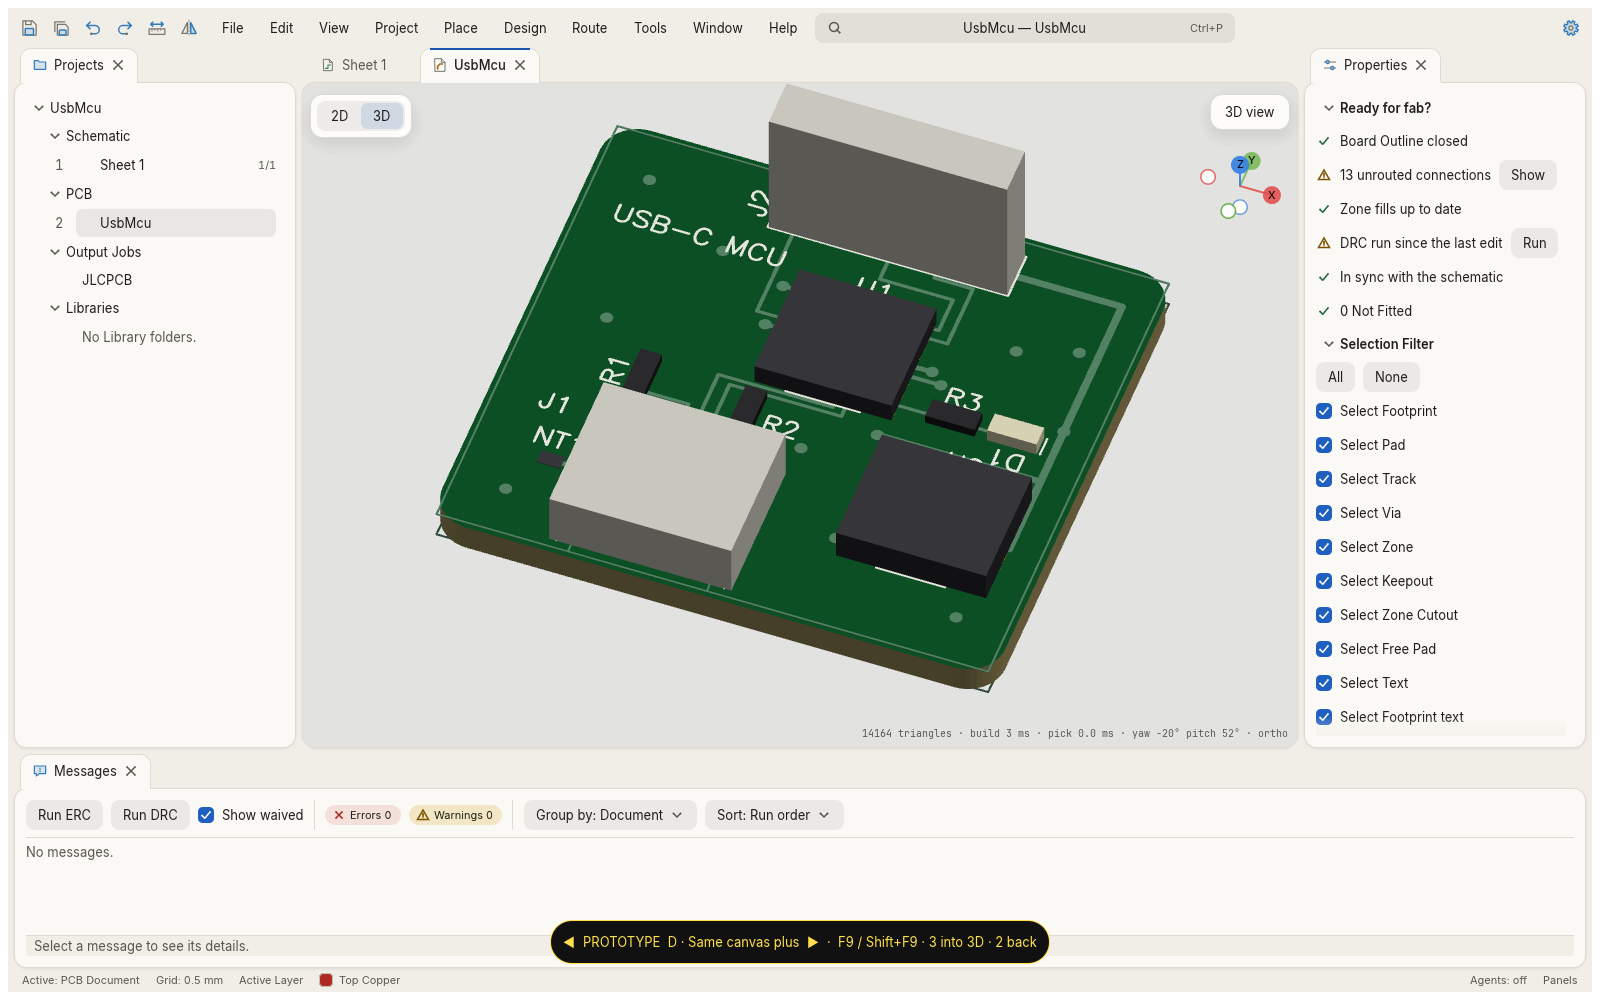 File Edit View Project Place Design Route Tools Window Help
UsbMcu — UsbMcu Ctrl+P
Projects
Sheet 1
UsbMcu
Properties
UsbMcu
Schematic
1 Sheet 1 1/1
PCB
2 UsbMcu
Output Jobs
JLCPCB
Libraries
No Library folders.
2D 3D
3D view
Z Y X
USB-C MCU
U1
R1
J1
R2
R3
D1
Ready for fab?
Board Outline closed
13 unrouted connections Show
Zone fills up to date
DRC run since the last edit Run
In sync with the schematic
0 Not Fitted
Selection Filter
All None
Select Footprint
Select Pad
Select Track
Select Via
Select Zone
Select Keepout
Select Zone Cutout
Select Free Pad
Select Text
Select Footprint text
14164 triangles · build 3 ms · pick 0.0 ms · yaw -20° pitch 52° · ortho
Messages
Run ERC Run DRC Show waived Errors 0 Warnings 0 Group by: Document Sort: Run order
No messages.
Select a message to see its details.
◀ PROTOTYPE D · Same canvas plus ▶ · F9 / Shift+F9 · 3 into 3D · 2 back
Active: PCB Document Grid: 0.5 mm Active Layer Top Copper Agents: off Panels